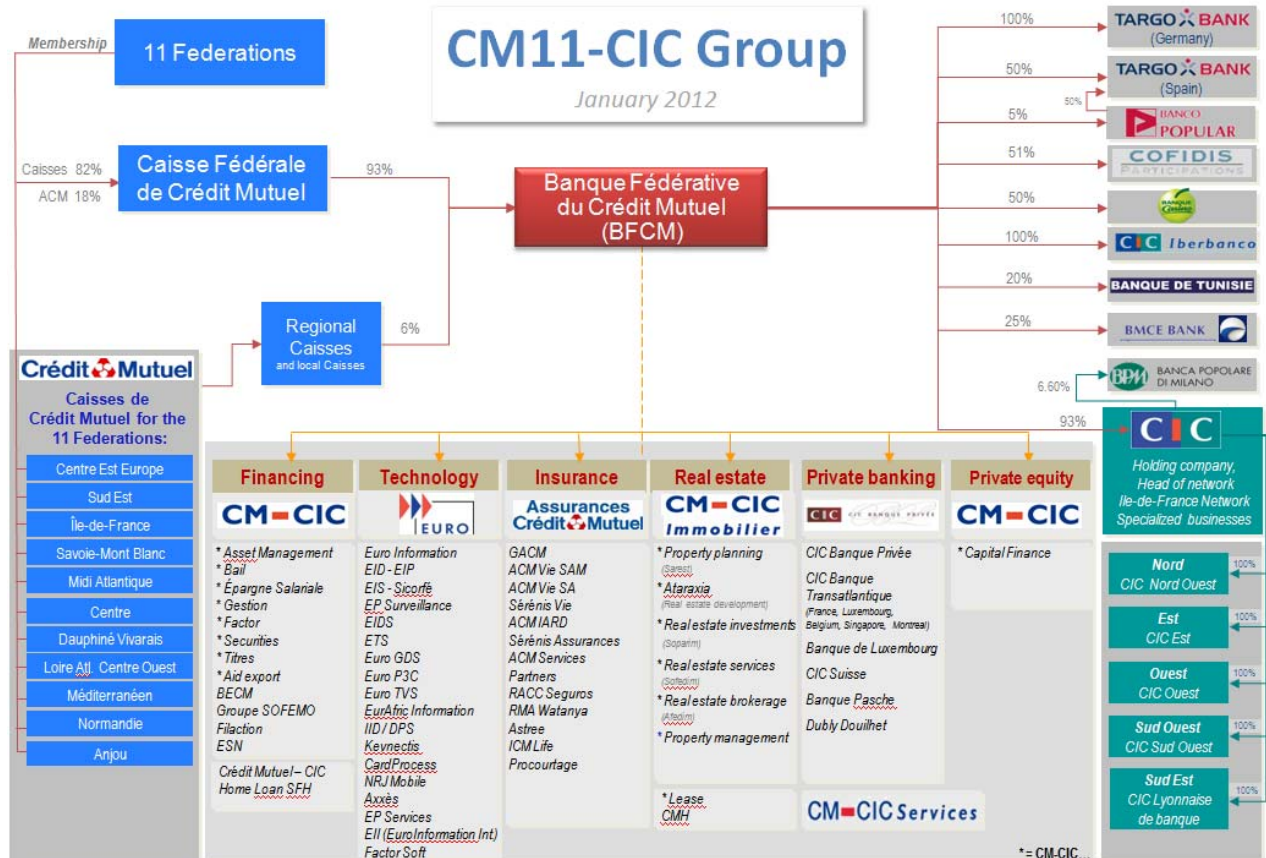 CM11-CIC Group
January 2012
Membership
11 Federations
Caisses 82%
ACM 18%
Caisse Fédérale
de Crédit Mutuel
93%
Regional
Caisses
and local Caisses
6%
Banque Fédérative
du Crédit Mutuel
(BFCM)
100%
TARGO BANK
(Germany)
50%
TARGO BANK
(Spain)
50%
5%
BANCO
POPULAR
51%
COFIDIS
PARTICIPATIONS
50%
BANQUE
Casino
100%
CIC Iberbanco
20%
BANQUE DE TUNISIE
25%
BMCE BANK
6.60%
BPM
BANCA POPOLARE
DI MILANO
93%
CIC
Holding company,
Head of network
Ile-de-France Network
Specialized businesses
Nord
CIC Nord Ouest
100%
Est
CIC Est
100%
Ouest
CIC Ouest
100%
Sud Ouest
CIC Sud Ouest
100%
Sud Est
CIC Lyonnaise
de banque
100%
Crédit Mutuel
Caisses de
Crédit Mutuel for the
11 Federations:
Centre Est Europe
Sud Est
Île-de-France
Savoie-Mont Blanc
Midi Atlantique
Centre
Dauphiné Vivarais
Loire Atl. Centre Ouest
Méditerranéen
Normandie
Anjou
Financing
CM-CIC
* Asset Management
* Bail
* Épargne Salariale
* Gestion
* Factor
* Securities
* Titres
* Aid export
BECM
Groupe SOFEMO
Filaction
ESN
Crédit Mutuel – CIC
Home Loan SFH
Technology
EURO
Euro Information
EID - EIP
EIS - Sicorfé
EP Surveillance
EIDS
ETS
Euro GDS
Euro P3C
Euro TVS
EurAfric Information
IID / DPS
Keynectis
CardProcess
NRJ Mobile
Axxès
EP Services
EII (EuroInformation Int)
Factor Soft
Insurance
Assurances
Crédit Mutuel
GACM
ACM Vie SAM
ACM Vie SA
Sérénis Vie
ACM IARD
Sérénis Assurances
ACM Services
Partners
RACC Seguros
RMA Watanya
Astree
ICM Life
Procourtage
Real estate
CM-CIC
Immobilier
* Property planning
(Sarest)
* Ataraxia
(Real estate development)
* Real estate investments
(Soparim)
* Real estate services
(Sofedim)
* Real estate brokerage
(Afedim)
* Property management
* Lease
CMH
Private banking
CIC CIC BANQUE PRIVÉE
CIC Banque Privée
CIC Banque
Transatlantique
(France, Luxembourg,
Belgium, Singapore, Montreal)
Banque de Luxembourg
CIC Suisse
Banque Pasche
Dubly Douilhet
CM-CIC Services
Private equity
CM-CIC
* Capital Finance
* = CM-CIC...